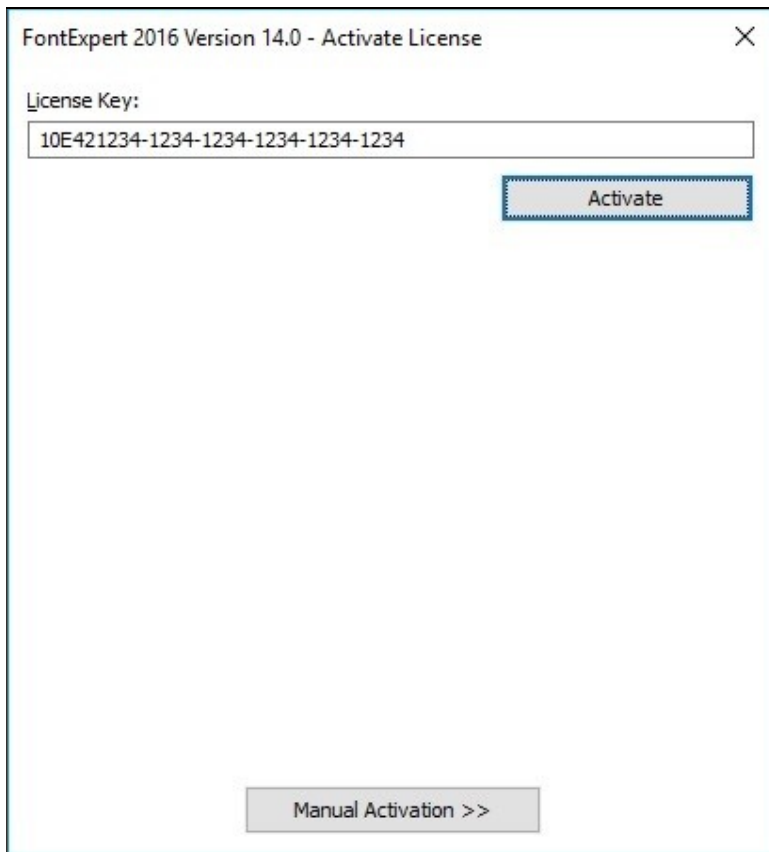 FontExpert 2016 Version 14.0 - Activate License
License Key:
10E421234-1234-1234-1234-1234-1234
Activate
Manual Activation >>